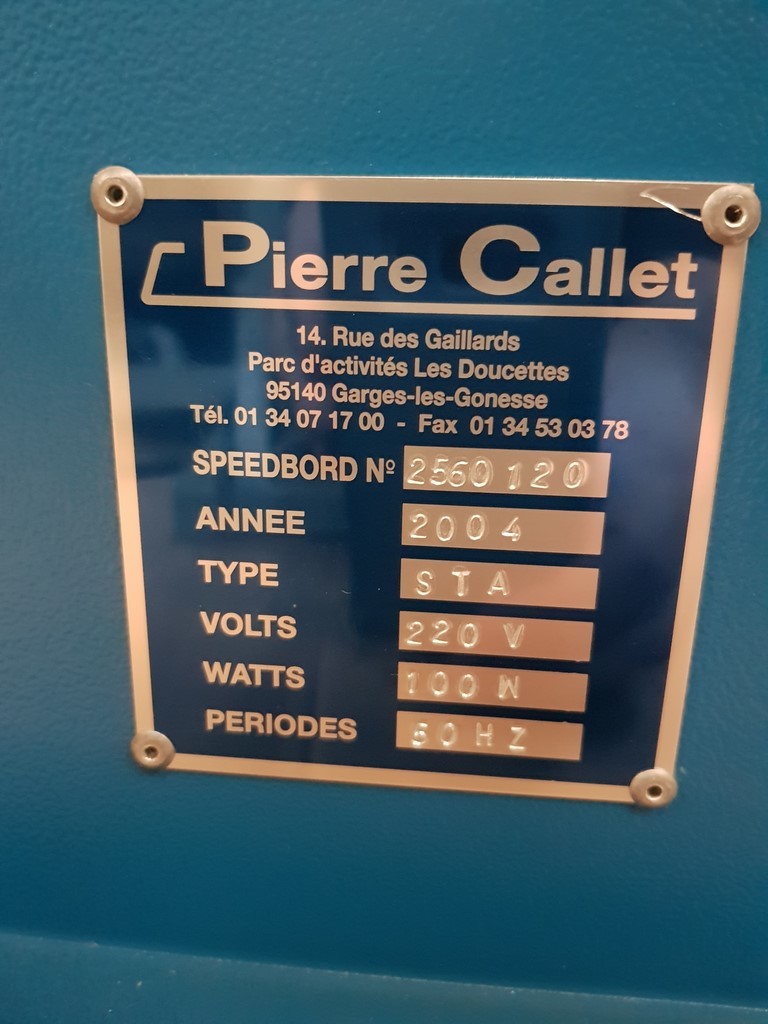 Pierre Callet
14. Rue des Gaillards
Parc d'activités Les Doucettes
95140 Garges-les-Gonesse
Tél. 01 34 07 17 00 - Fax 01 34 53 03 78
SPEEDBORD Nº 2560 120
ANNEE 2004
TYPE STA
VOLTS 220 V
WATTS 100 W
PERIODES 50 HZ